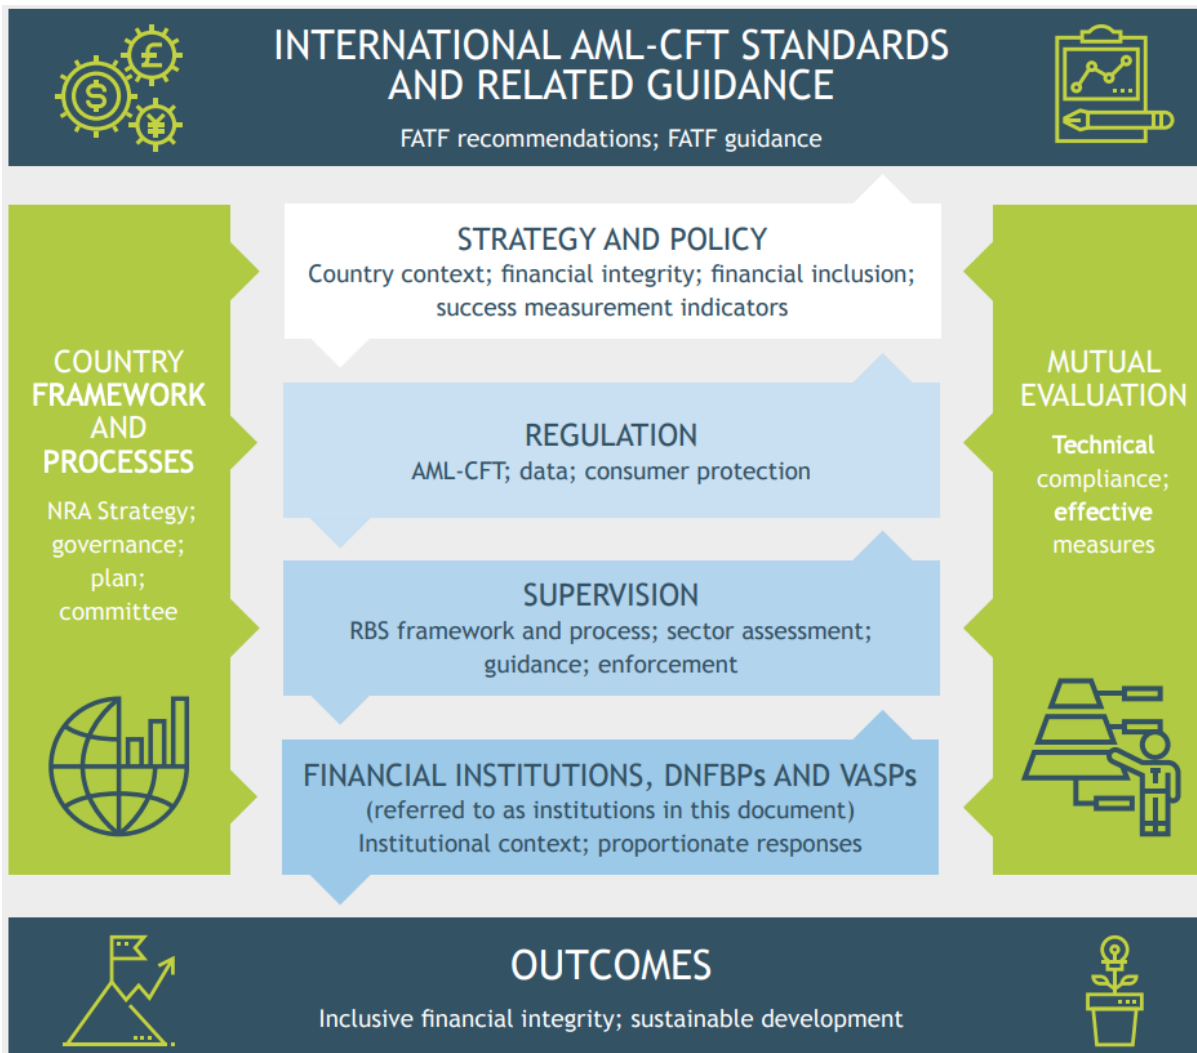 INTERNATIONAL AML-CFT STANDARDS
AND RELATED GUIDANCE
FATF recommendations; FATF guidance
STRATEGY AND POLICY
Country context; financial integrity; financial inclusion;
success measurement indicators
COUNTRY
FRAMEWORK
AND
PROCESSES
NRA Strategy;
governance;
plan;
committee
REGULATION
AML-CFT; data; consumer protection
SUPERVISION
RBS framework and process; sector assessment;
guidance; enforcement
FINANCIAL INSTITUTIONS, DNFBPs AND VASPs
(referred to as institutions in this document)
Institutional context; proportionate responses
MUTUAL
EVALUATION
Technical
compliance;
effective
measures
OUTCOMES
Inclusive financial integrity; sustainable development